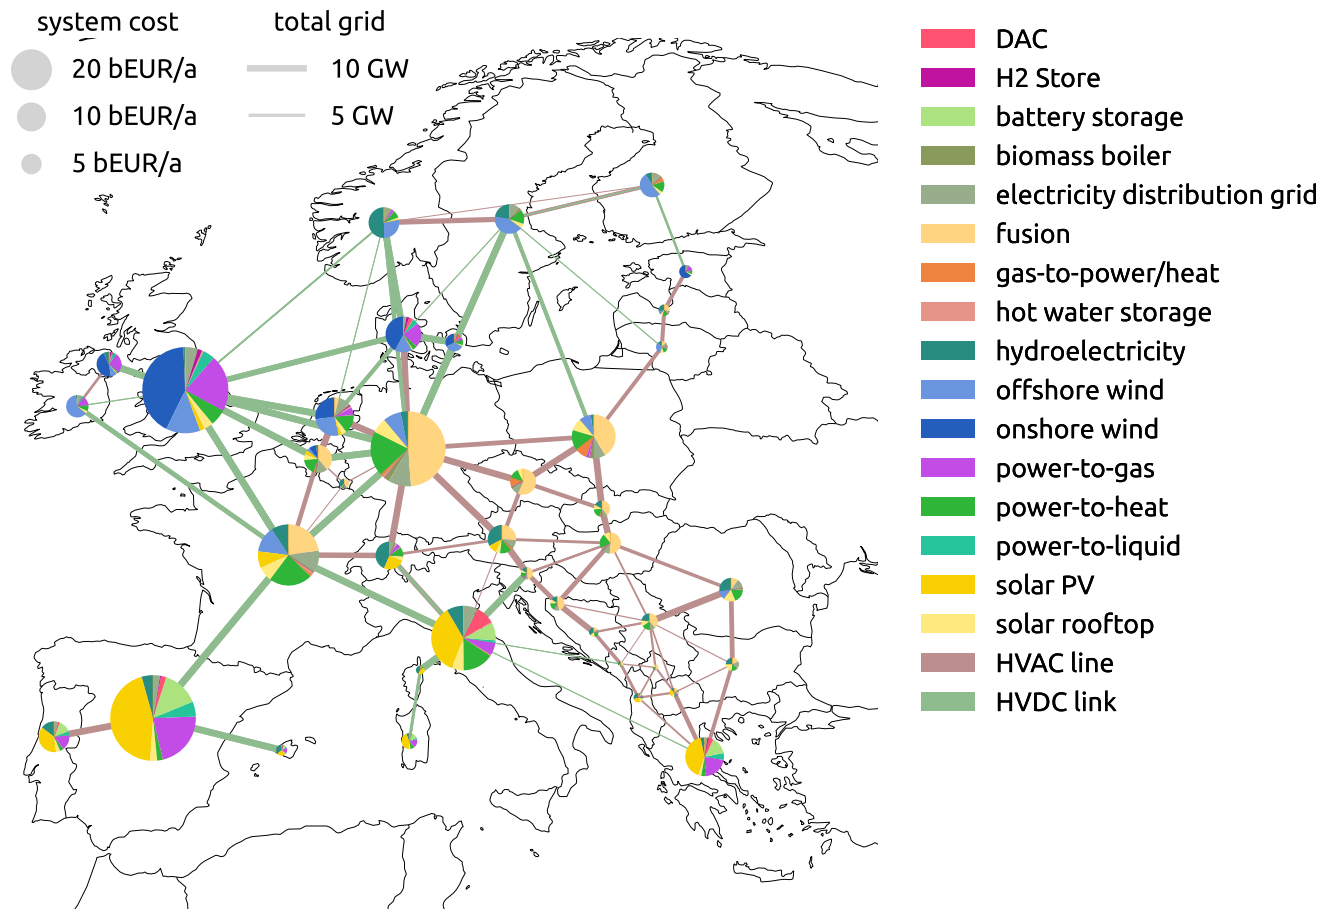 system cost
total grid
20 bEUR/a
10 GW
10 bEUR/a
5 GW
5 bEUR/a
DAC
H2 Store
battery storage
biomass boiler
electricity distribution grid
fusion
gas-to-power/heat
hot water storage
hydroelectricity
offshore wind
onshore wind
power-to-gas
power-to-heat
power-to-liquid
solar PV
solar rooftop
HVAC line
HVDC link